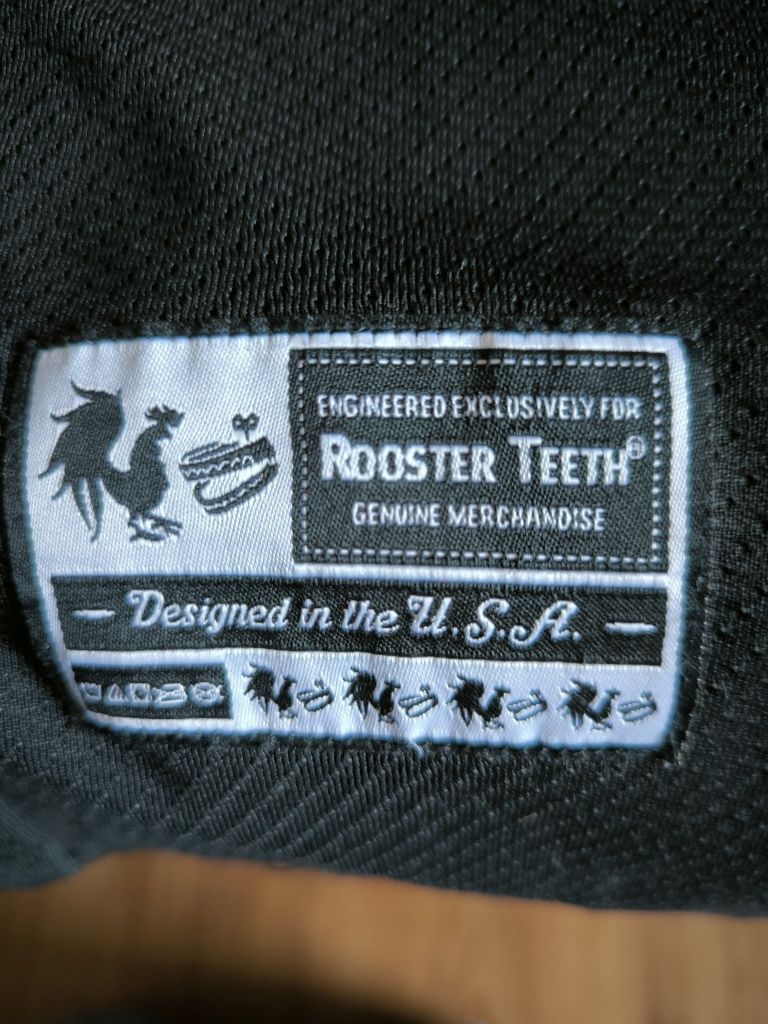 ENGINEERED EXCLUSIVELY FOR
ROOSTER TEETH®
GENUINE MERCHANDISE
— Designed in the U.S.A. —